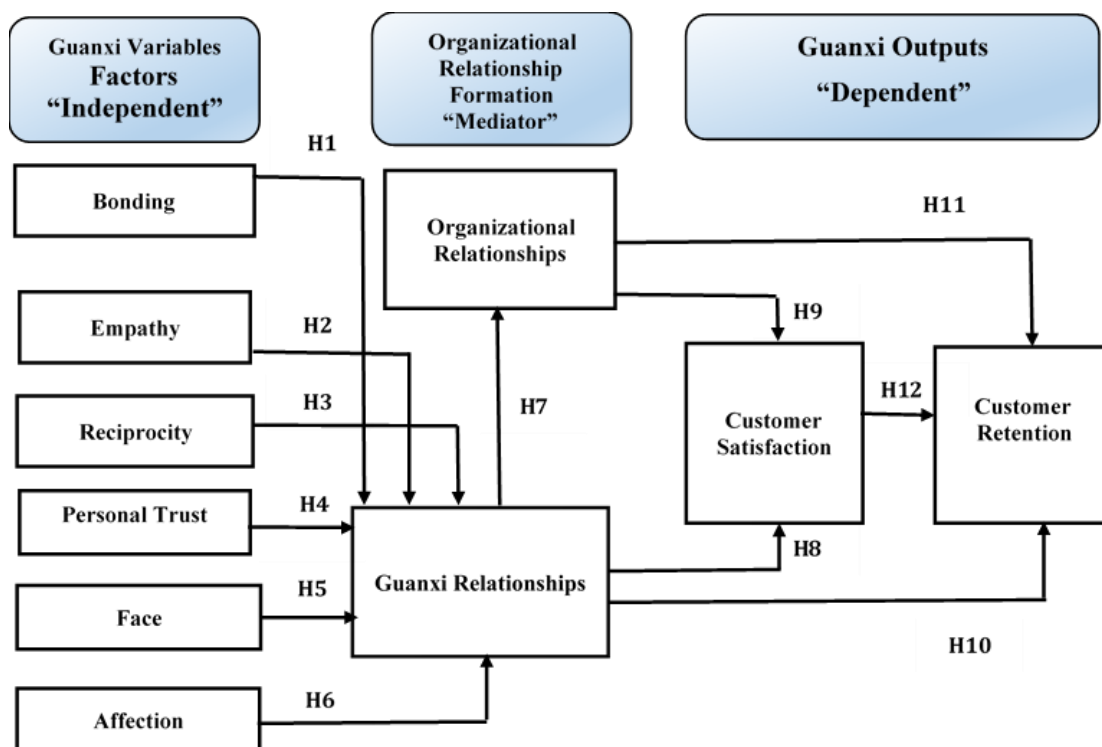 Guanxi Variables
Factors
“Independent”
Organizational
Relationship
Formation
“Mediator”
Guanxi Outputs
“Dependent”
H1
Bonding
Organizational
Relationships
H11
Empathy
H2
H9
Reciprocity
H3
H7
Customer
Satisfaction
H12
Customer
Retention
Personal Trust
H4
H8
Guanxi Relationships
Face
H5
H10
Affection
H6